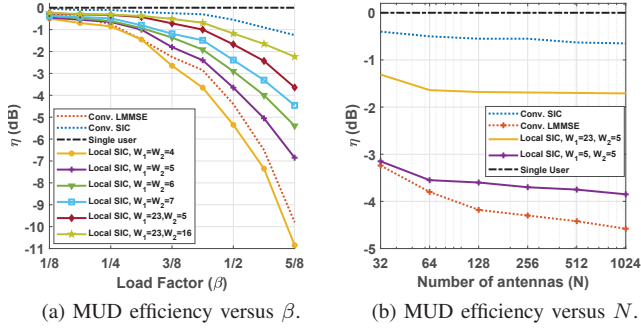 0
-1
-2
-3
-4
-5
-6
-7
-8
-9
-10
-11
η (dB)
Conv. LMMSE
Conv. SIC
Single user
Local SIC, W1=W2=4
Local SIC, W1=W2=5
Local SIC, W1=W2=6
Local SIC, W1=W2=7
Local SIC, W1=23,W2=5
Local SIC, W1=23,W2=16
1/8 1/4 3/8 1/2 5/8
Load Factor (β)
(a) MUD efficiency versus β.
0
-1
-2
-3
-4
-5
η (dB)
Conv. SIC
Conv. LMMSE
Local SIC, W1=23, W2=5
Local SIC, W1=5, W2=5
Single User
32 64 128 256 512 1024
Number of antennas (N)
(b) MUD efficiency versus N.